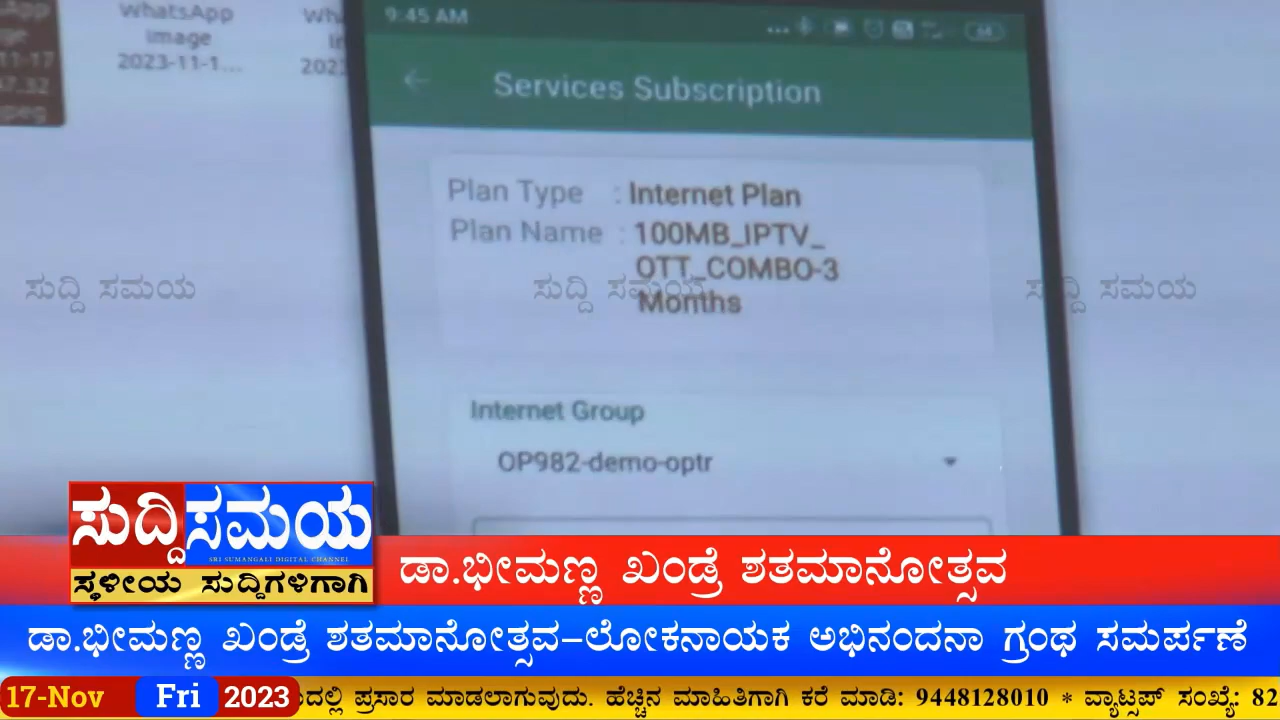 WhatsApp
Image
2023-11-1...
11-17
9:45 AM
Services Subscription
Plan Type : Internet Plan
Plan Name : 100MB_IPTV_
OTT_COMBO-3
Months
ಸುದ್ದಿ ಸಮಯ ಸುದ್ದಿ ಸಮಯ ಸುದ್ದಿ ಸಮಯ
Internet Group
OP982-demo-optr
ಸುದ್ದಿ ಸಮಯ
SRI SUMANGALI DIGITAL CHANNEL
ಸ್ಥಳೀಯ ಸುದ್ದಿಗಳಿಗಾಗಿ
ಡಾ.ಭೀಮಣ್ಣ ಖಂಡ್ರೆ ಶತಮಾನೋತ್ಸವ
ಡಾ.ಭೀಮಣ್ಣ ಖಂಡ್ರೆ ಶತಮಾನೋತ್ಸವ-ಲೋಕನಾಯಕ ಅಭಿನಂದನಾ ಗ್ರಂಥ ಸಮರ್ಪಣೆ
17-Nov Fri 2023 ಪ್ರಸಾರ ಮಾಡಲಾಗುವುದು. ಹೆಚ್ಚಿನ ಮಾಹಿತಿಗಾಗಿ ಕರೆ ಮಾಡಿ: 9448128010 * ವ್ಯಾಟ್ಸಪ್ ಸಂಖ್ಯೆ: 82